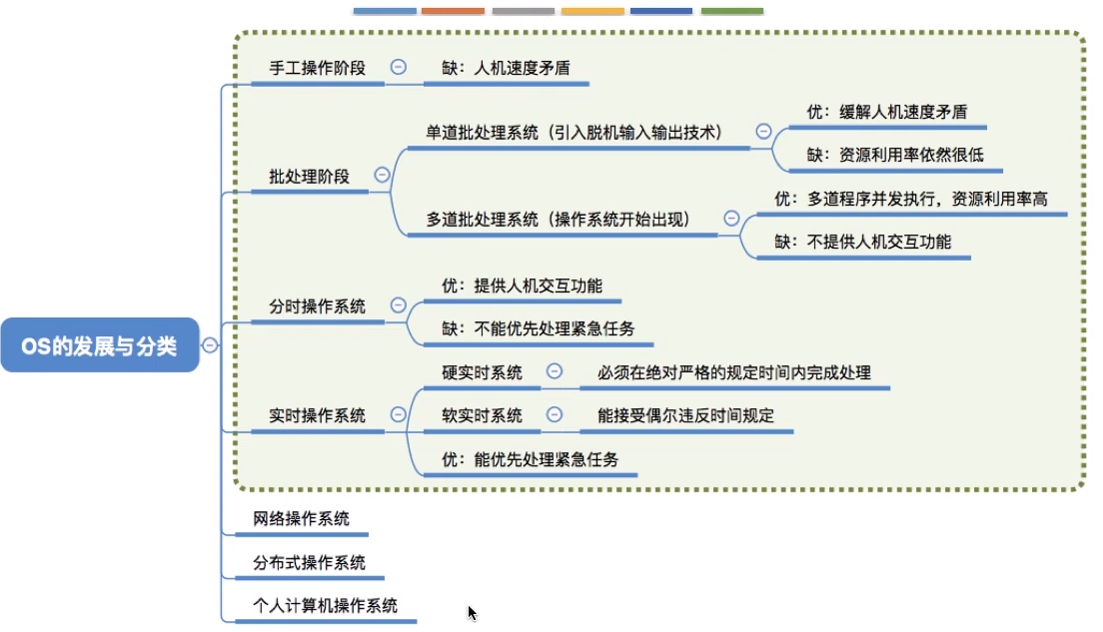 手工操作阶段
缺：人机速度矛盾
批处理阶段
单道批处理系统（引入脱机输入输出技术）
优：缓解人机速度矛盾
缺：资源利用率依然很低
多道批处理系统（操作系统开始出现）
优：多道程序并发执行，资源利用率高
缺：不提供人机交互功能
分时操作系统
优：提供人机交互功能
缺：不能优先处理紧急任务
OS的发展与分类
实时操作系统
硬实时系统
必须在绝对严格的规定时间内完成处理
软实时系统
能接受偶尔违反时间规定
优：能优先处理紧急任务
网络操作系统
分布式操作系统
个人计算机操作系统